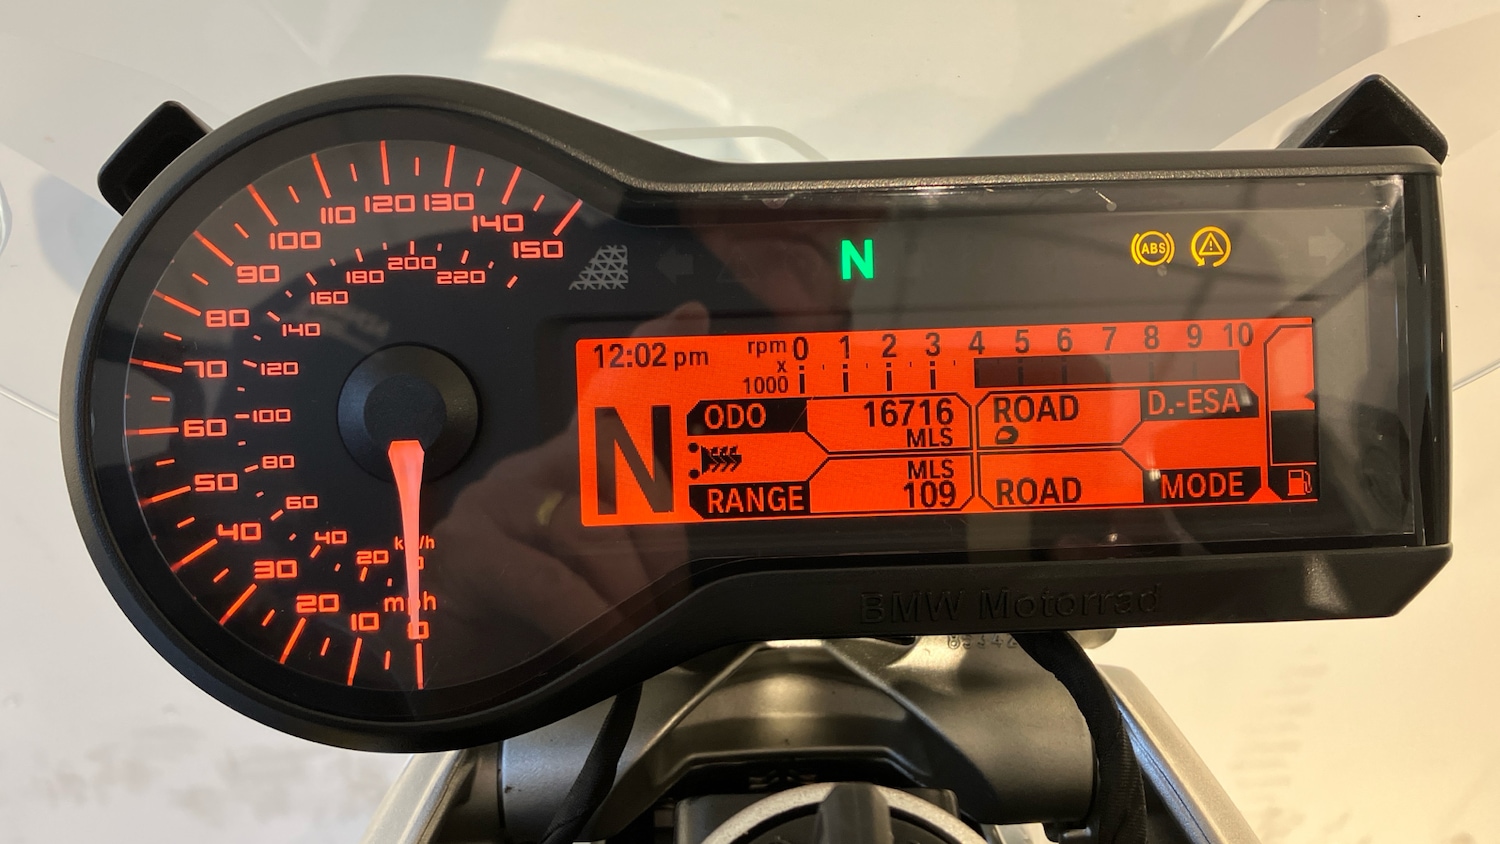 150
140
130
120
110
100
90
80
70
60
50
40
30
20
10
0
mph
220
200
180
160
140
120
100
80
60
40
20
km/h
N
ABS
12:02 pm
rpm x 1000
0 1 2 3 4 5 6 7 8 9 10
N
ODO 16716 MLS
RANGE MLS 109
ROAD D.-ESA
ROAD MODE
BMW Motorrad